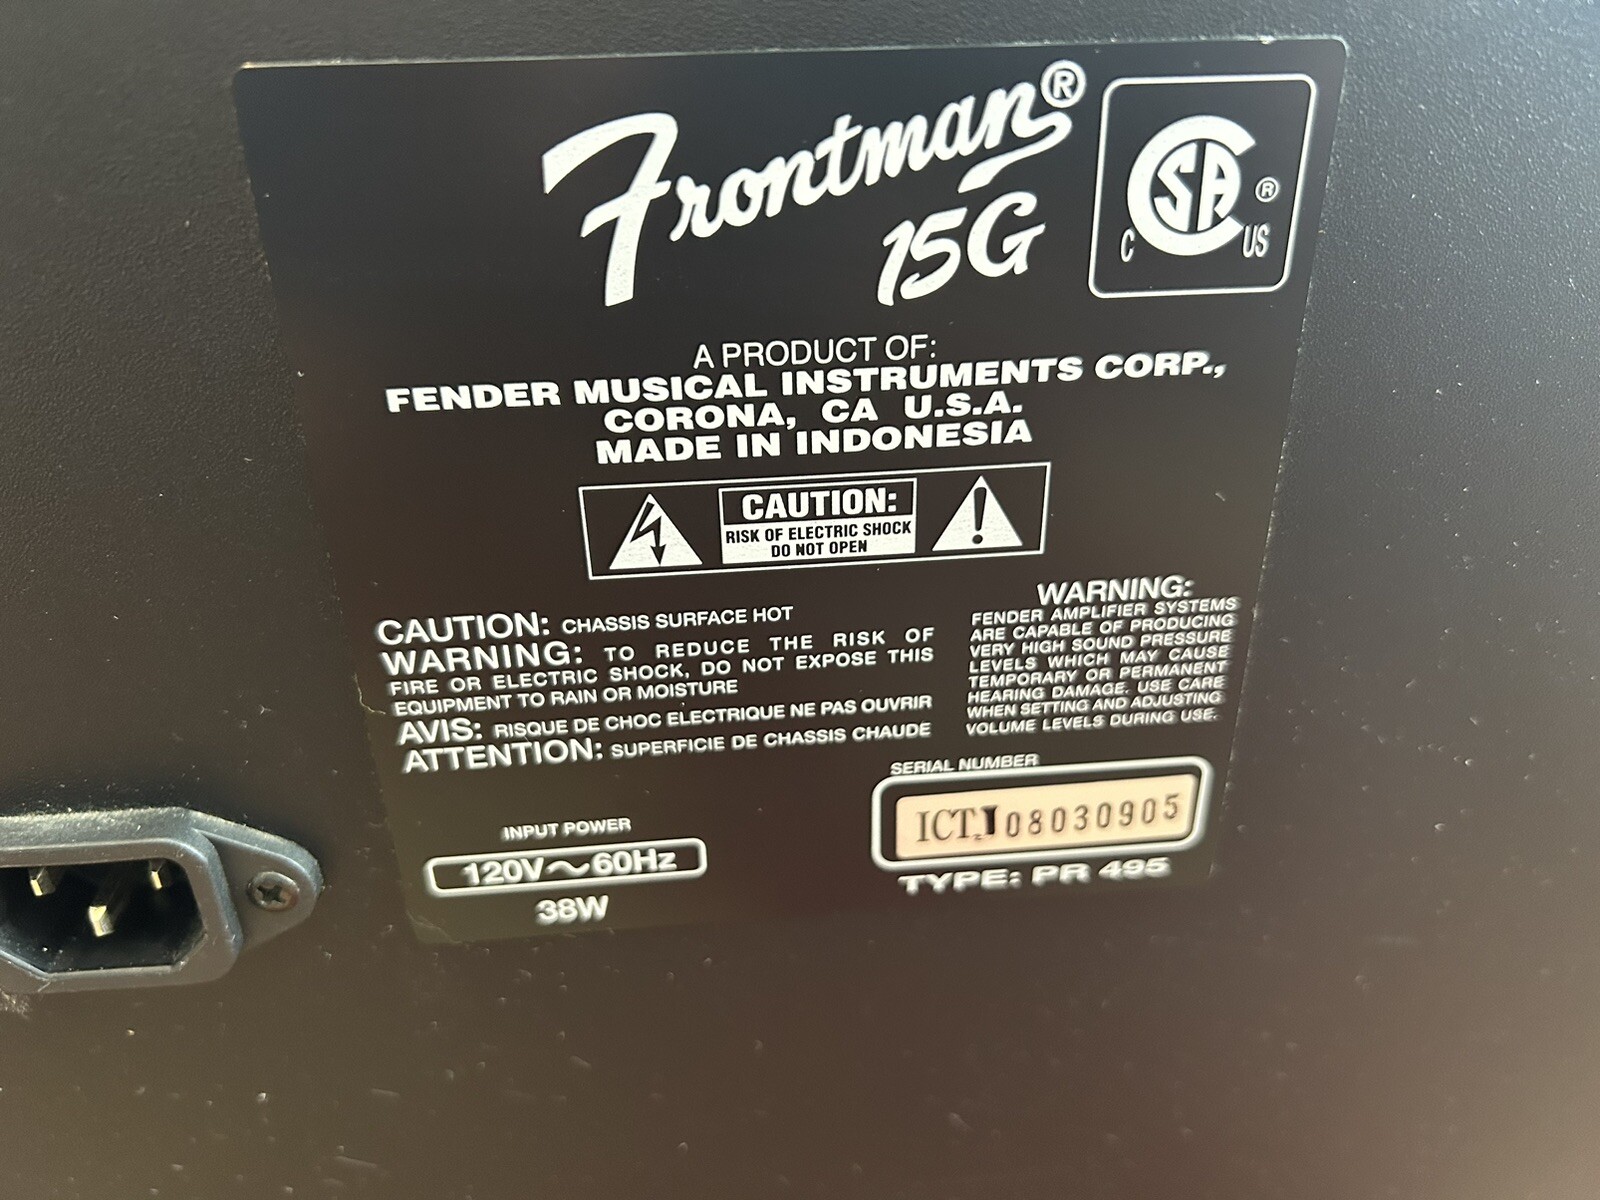 Frontman®
15G
CSA®
C US
A PRODUCT OF:
FENDER MUSICAL INSTRUMENTS CORP.,
CORONA, CA U.S.A.
MADE IN INDONESIA
CAUTION:
RISK OF ELECTRIC SHOCK
DO NOT OPEN
CAUTION: CHASSIS SURFACE HOT
WARNING: TO REDUCE THE RISK OF
FIRE OR ELECTRIC SHOCK, DO NOT EXPOSE THIS
EQUIPMENT TO RAIN OR MOISTURE
AVIS: RISQUE DE CHOC ELECTRIQUE NE PAS OUVRIR
ATTENTION: SUPERFICIE DE CHASSIS CHAUDE
WARNING:
FENDER AMPLIFIER SYSTEMS
ARE CAPABLE OF PRODUCING
VERY HIGH SOUND PRESSURE
LEVELS WHICH MAY CAUSE
TEMPORARY OR PERMANENT
HEARING DAMAGE. USE CARE
WHEN SETTING AND ADJUSTING
VOLUME LEVELS DURING USE.
SERIAL NUMBER
08030905
TYPE: PR 495
INPUT POWER
120V~60Hz
38W